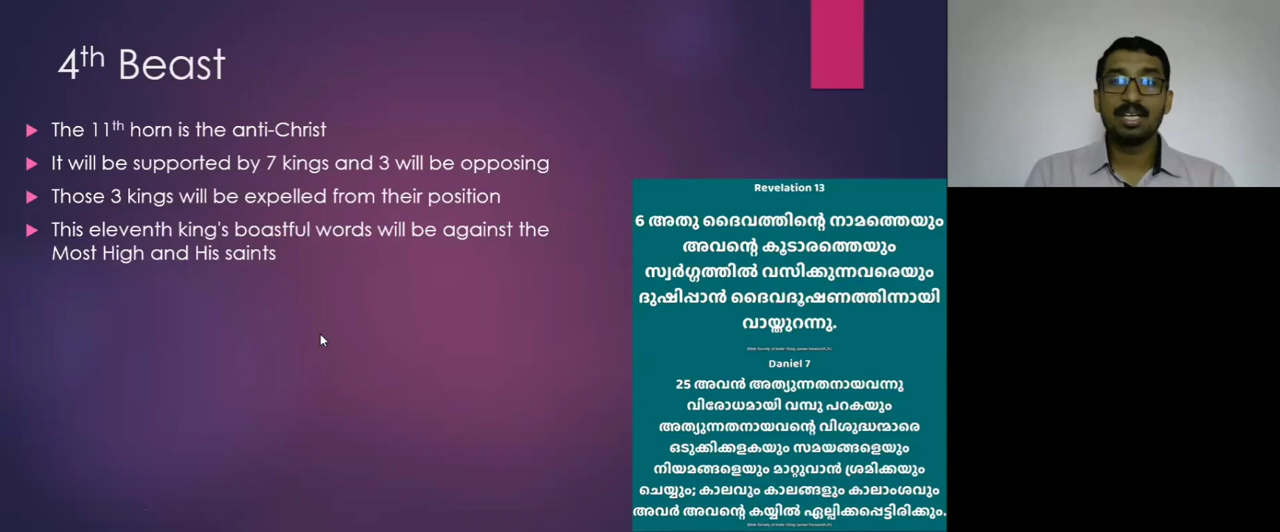 4th Beast
The 11th horn is the anti-Christ
It will be supported by 7 kings and 3 will be opposing
Those 3 kings will be expelled from their position
This eleventh king's boastful words will be against the
Most High and His saints
Revelation 13
6 അതു ദൈവത്തിന്റെ നാമത്തെയും
അവന്റെ കൂടാരത്തെയും
സ്വർഗ്ഗത്തിൽ വസിക്കുന്നവരെയും
ദുഷിപ്പാൻ ദൈവദൂഷണത്തിന്നായി
വായ്തുറന്നു.
Daniel 7
25 അവൻ അത്യുന്നതനായവന്നു
വിരോധമായി വമ്പു പറകയും
അത്യുന്നതനായവന്റെ വിശുദ്ധന്മാരെ
ഒടുക്കിക്കളകയും സമയങ്ങളെയും
നിയമങ്ങളെയും മാറ്റുവാൻ ശ്രമിക്കയും
ചെയ്യും; കാലവും കാലങ്ങളും കാലാംശവും
അവർ അവന്റെ കയ്യിൽ ഏല്പിക്കപ്പെട്ടിരിക്കും.